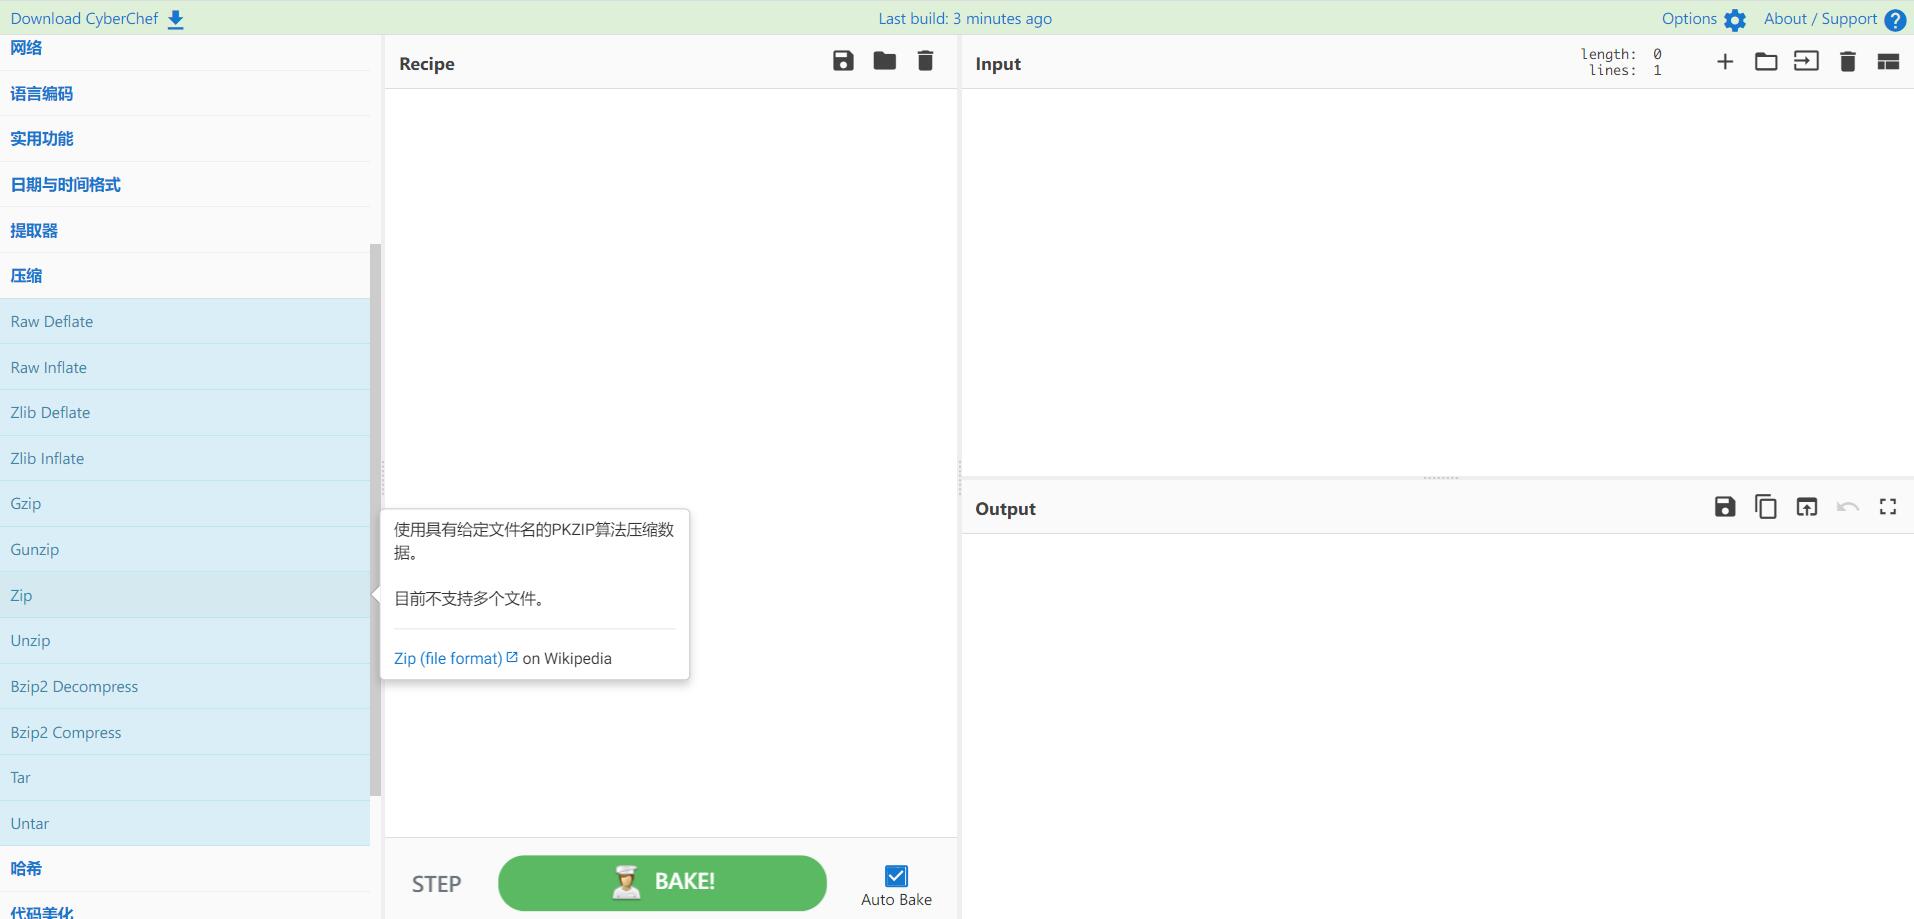 Download CyberChef
Last build: 3 minutes ago
Options
About / Support
网络
语言编码
实用功能
日期与时间格式
提取器
压缩
Raw Deflate
Raw Inflate
Zlib Deflate
Zlib Inflate
Gzip
Gunzip
Zip
Unzip
Bzip2 Decompress
Bzip2 Compress
Tar
Untar
哈希
代码美化
Recipe
使用具有给定文件名的PKZIP算法压缩数
据。
目前不支持多个文件。
Zip (file format) on Wikipedia
STEP
BAKE!
Auto Bake
Input
length: 0
lines: 1
Output